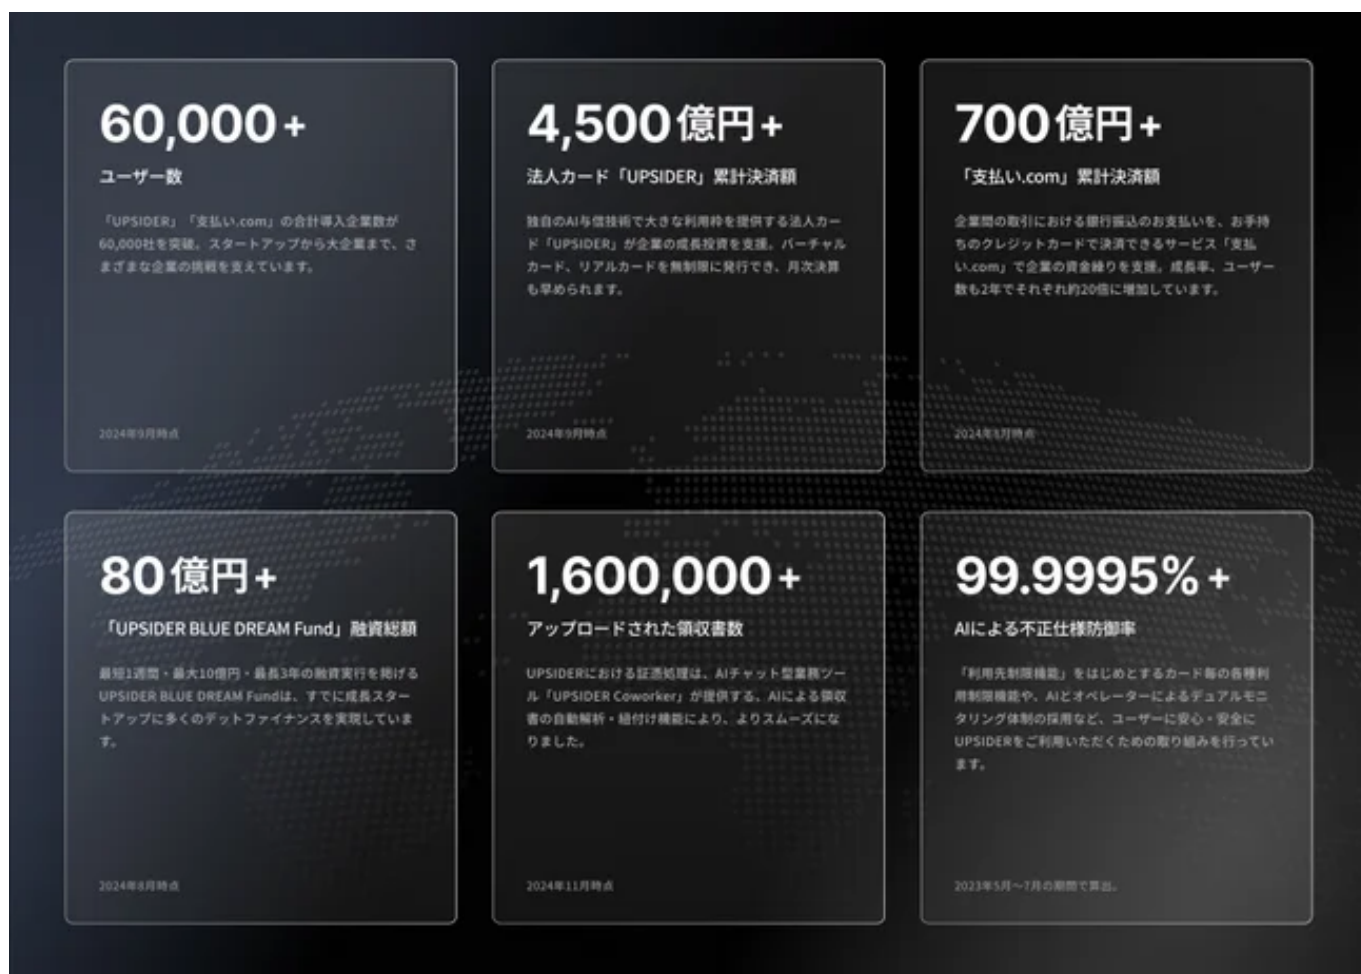 60,000+
ユーザー数
「UPSIDER」「支払い.com」の合計導入企業数が
60,000社を突破。スタートアップから大企業まで、さ
まざまな企業の挑戦を支えています。
2024年9月時点
4,500億円+
法人カード「UPSIDER」累計決済額
独自のAI与信技術で大きな利用枠を提供する法人カー
ド「UPSIDER」が企業の成長投資を支援。バーチャル
カード、リアルカードを無制限に発行でき、月次決算
も早められます。
2024年9月時点
700億円+
「支払い.com」累計決済額
企業間の取引における銀行振込のお支払いを、お手持
ちのクレジットカードで決済できるサービス「支払
い.com」で企業の資金繰りを支援。成長率、ユーザー
数も2年でそれぞれ約20倍に増加しています。
2024年8月時点
80億円+
「UPSIDER BLUE DREAM Fund」融資総額
最短1週間・最大10億円・最長3年の融資実行を掲げる
UPSIDER BLUE DREAM Fundは、すでに成長スター
トアップに多くのデットファイナンスを実現していま
す。
2024年8月時点
1,600,000+
アップロードされた領収書数
UPSIDERにおける証憑処理は、AIチャット型業務ツー
ル「UPSIDER Coworker」が提供する、AIによる領収
書の自動解析・紐付け機能により、よりスムーズにな
りました。
2024年11月時点
99.9995%+
AIによる不正仕様防御率
「利用先制限機能」をはじめとするカード毎の各種利
用制限機能や、AIとオペレーターによるデュアルモニ
タリング体制の採用など、ユーザーに安心・安全に
UPSIDERをご利用いただくための取り組みを行ってい
ます。
2023年5月〜7月の期間で算出。